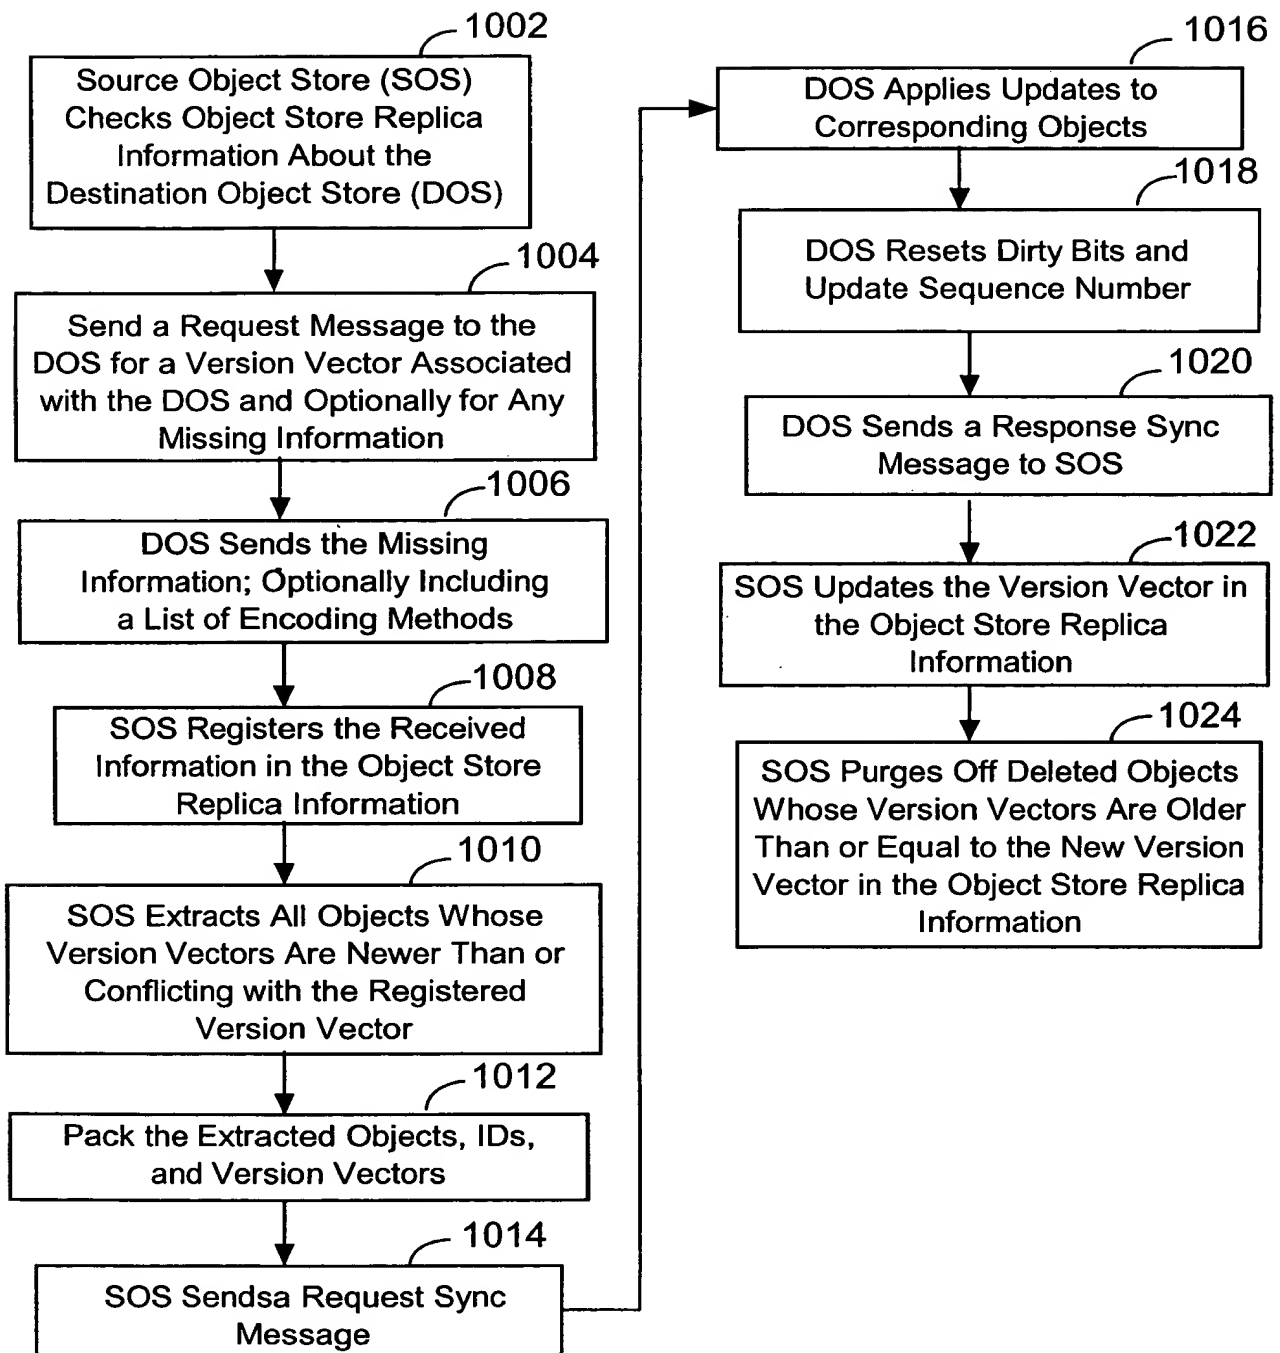 1002
Source Object Store (SOS)
Checks Object Store Replica
Information About the
Destination Object Store (DOS)
1004
Send a Request Message to the
DOS for a Version Vector Associated
with the DOS and Optionally for Any
Missing Information
1006
DOS Sends the Missing
Information; Optionally Including
a List of Encoding Methods
1008
SOS Registers the Received
Information in the Object Store
Replica Information
1010
SOS Extracts All Objects Whose
Version Vectors Are Newer Than or
Conflicting with the Registered
Version Vector
1012
Pack the Extracted Objects, IDs,
and Version Vectors
1014
SOS Sendsa Request Sync
Message
1016
DOS Applies Updates to
Corresponding Objects
1018
DOS Resets Dirty Bits and
Update Sequence Number
1020
DOS Sends a Response Sync
Message to SOS
1022
SOS Updates the Version Vector in
the Object Store Replica
Information
1024
SOS Purges Off Deleted Objects
Whose Version Vectors Are Older
Than or Equal to the New Version
Vector in the Object Store Replica
Information